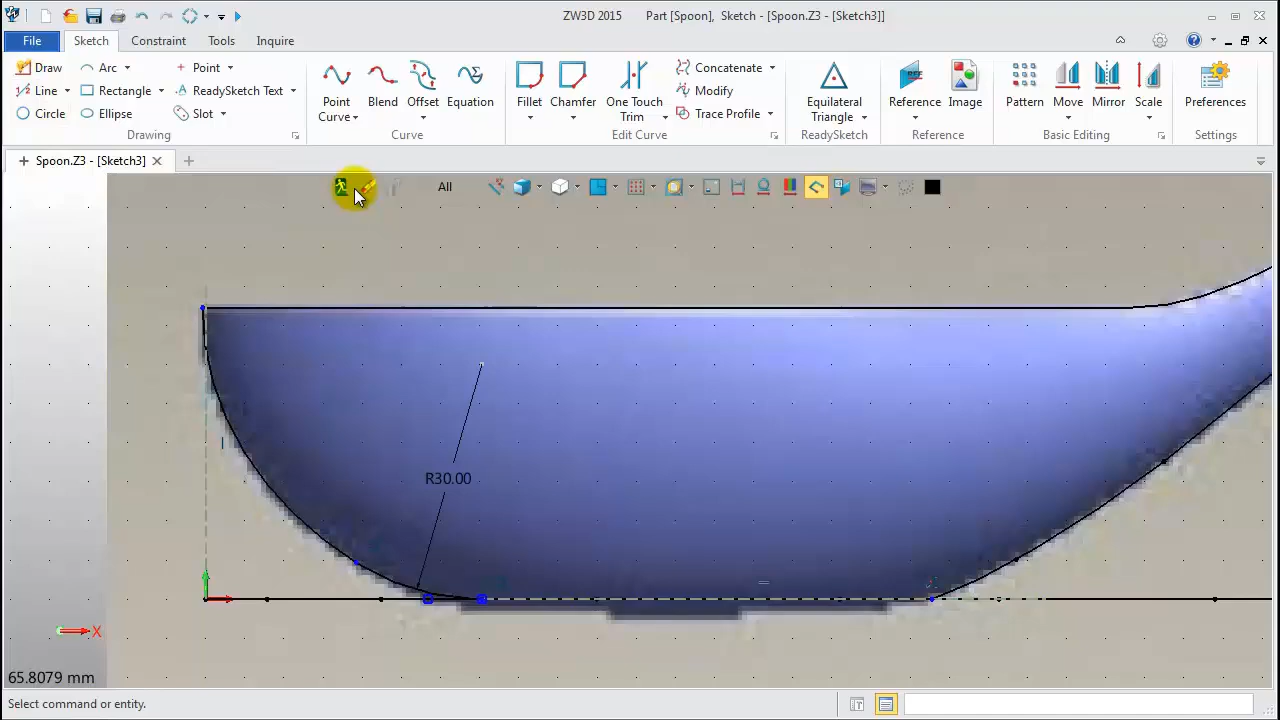 ZW3D 2015 Part [Spoon], Sketch - [Spoon.Z3 - [Sketch3]]
File Sketch Constraint Tools Inquire
Draw Arc Point
Line Rectangle ReadySketch Text
Circle Ellipse Slot
Drawing
Point Curve Blend Offset Equation
Curve
Fillet Chamfer One Touch Trim
Concatenate
Modify
Trace Profile
Edit Curve
Equilateral Triangle
ReadySketch
Reference Image
Reference
Pattern Move Mirror Scale
Basic Editing
Preferences
Settings
Spoon.Z3 - [Sketch3]
All
R30.00
X
65.8079 mm
Select command or entity.